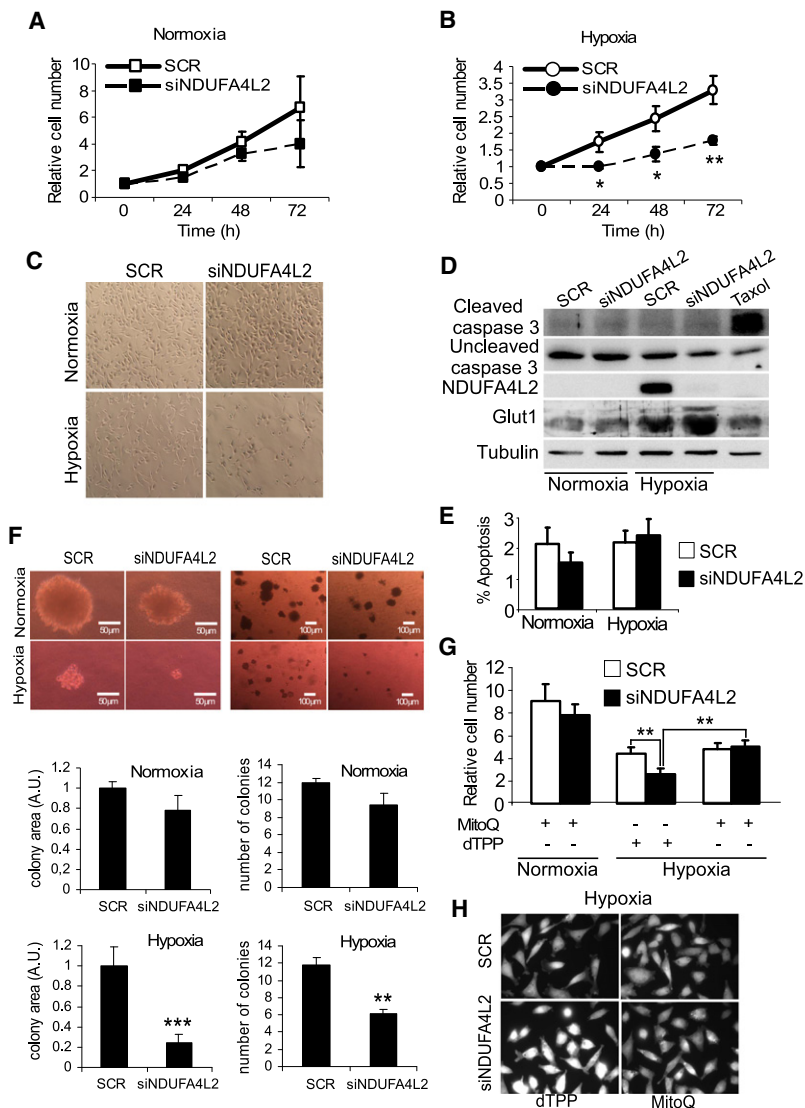 A
Normoxia
SCR
siNDUFA4L2
Relative cell number
10
8
6
4
2
0
0 24 48 72
Time (h)
B
Hypoxia
SCR
siNDUFA4L2
Relative cell number
4
3.5
3
2.5
2
1.5
1
0.5
* * **
0 24 48 72
Time (h)
C
SCR siNDUFA4L2
Normoxia
Hypoxia
D
SCR siNDUFA4L2 SCR siNDUFA4L2 Taxol
Cleaved
caspase 3
Uncleaved
caspase 3
NDUFA4L2
Glut1
Tubulin
Normoxia Hypoxia
E
% Apoptosis
3
2
1
0
SCR
siNDUFA4L2
Normoxia Hypoxia
F
SCR siNDUFA4L2 SCR siNDUFA4L2
Normoxia
50µm 50µm 100µm 100µm
Hypoxia
50µm 50µm 100µm 100µm
Normoxia
colony area (A.U.)
1.2
1
0.8
0.6
0.4
0.2
0
SCR siNDUFA4L2
Normoxia
number of colonies
14
12
10
8
6
4
2
0
SCR siNDUFA4L2
Hypoxia
colony area (A.U.)
1.2
1
0.8
0.6
0.4
0.2
0
***
SCR siNDUFA4L2
Hypoxia
number of colonies
14
12
10
8
6
4
2
0
**
SCR siNDUFA4L2
G
SCR
siNDUFA4L2
Relative cell number
12
10
8
6
4
2
0
** **
MitoQ + + - - + +
dTPP - - + + - -
Normoxia Hypoxia
H
Hypoxia
SCR
siNDUFA4L2
dTPP MitoQ